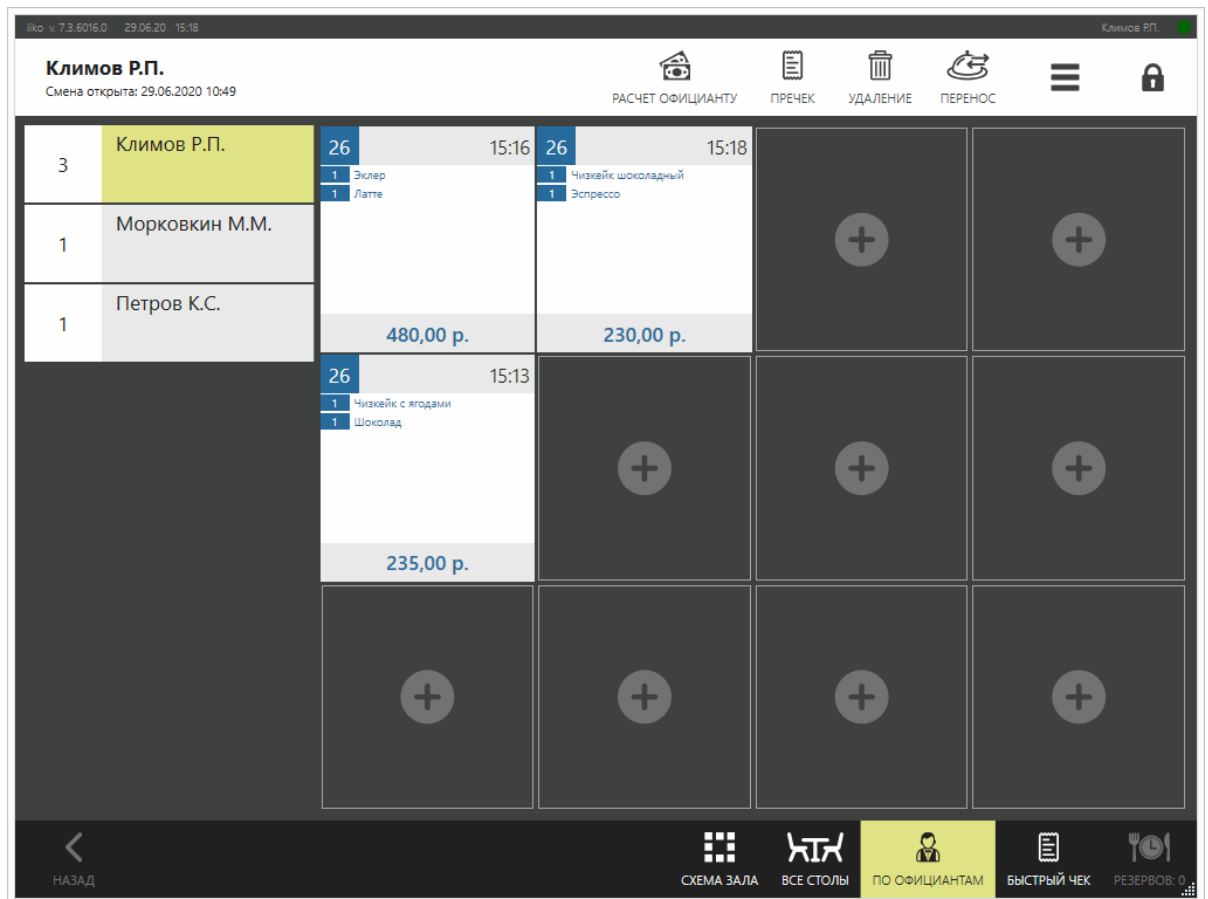 iiko v. 7.3.6016.0 29.06.20 15:18 Климов Р.П.
Климов Р.П.
Смена открыта: 29.06.2020 10:49
РАСЧЕТ ОФИЦИАНТУ ПРЕЧЕК УДАЛЕНИЕ ПЕРЕНОС
3 Климов Р.П.
1 Морковкин М.М.
1 Петров К.С.
26 15:16
1 Эклер
1 Латте
480,00 р.
26 15:18
1 Чизкейк шоколадный
1 Эспрессо
230,00 р.
26 15:13
1 Чизкейк с ягодами
1 Шоколад
235,00 р.
НАЗАД СХЕМА ЗАЛА ВСЕ СТОЛЫ ПО ОФИЦИАНТАМ БЫСТРЫЙ ЧЕК РЕЗЕРВОВ: 0